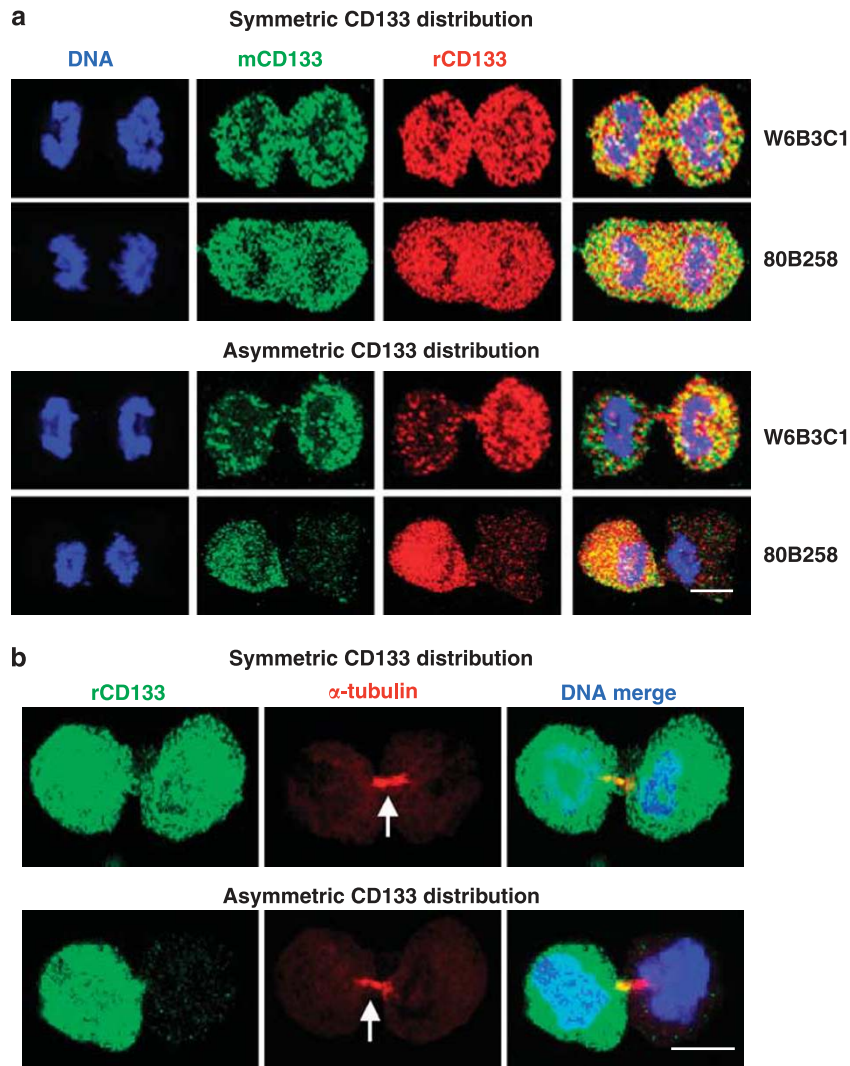 a
Symmetric CD133 distribution
DNA mCD133 rCD133
W6B3C1
80B258
Asymmetric CD133 distribution
W6B3C1
80B258
b
Symmetric CD133 distribution
rCD133 α-tubulin DNA merge
Asymmetric CD133 distribution